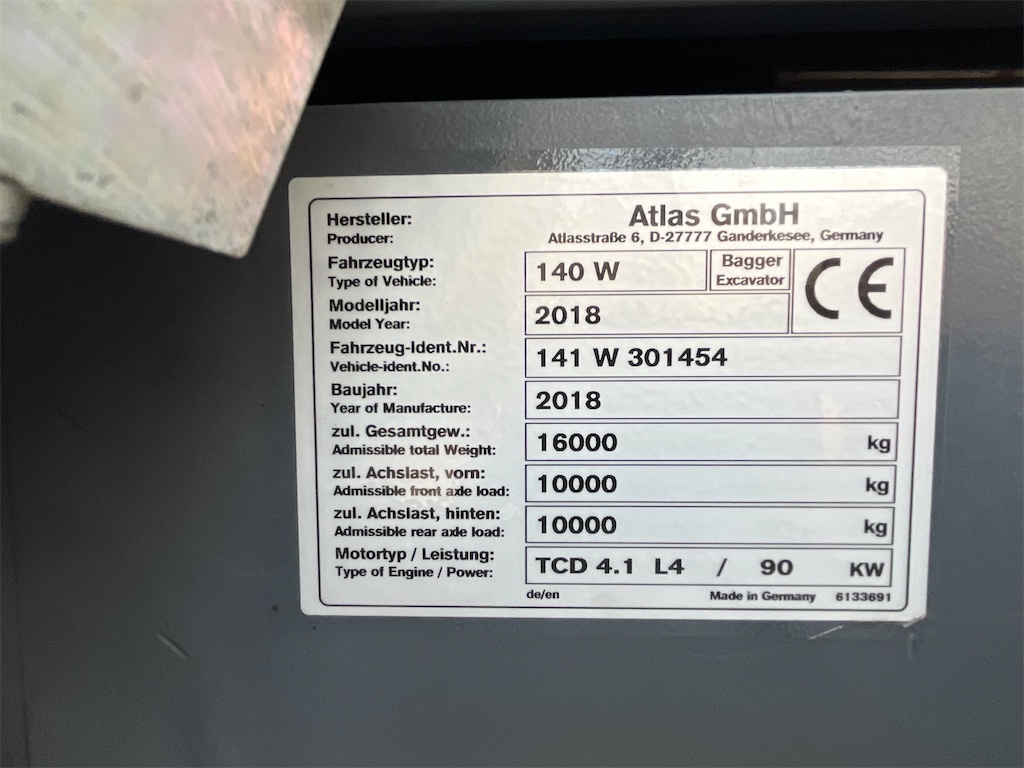 Hersteller: Atlas GmbH
Producer: Atlasstraße 6, D-27777 Ganderkesee, Germany
Fahrzeugtyp: 140 W Bagger CE
Type of Vehicle: Excavator
Modelljahr: 2018
Model Year:
Fahrzeug-Ident.Nr.: 141 W 301454
Vehicle-ident.No.:
Baujahr: 2018
Year of Manufacture:
zul. Gesamtgew.: 16000 kg
Admissible total Weight:
zul. Achslast, vorn: 10000 kg
Admissible front axle load:
zul. Achslast, hinten: 10000 kg
Admissible rear axle load:
Motortyp / Leistung: TCD 4.1 L4 / 90 KW
Type of Engine / Power:
de/en Made in Germany 6133691